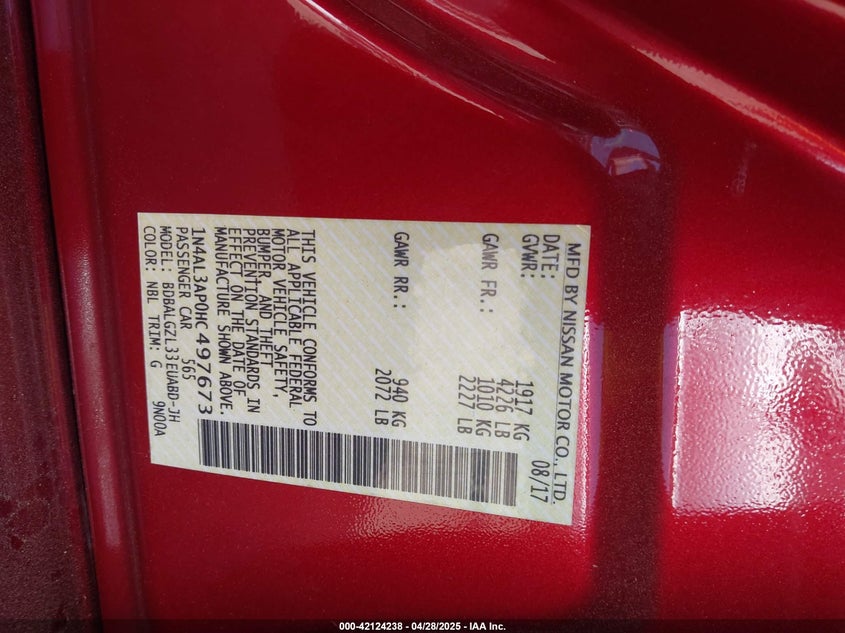 MFD BY NISSAN MOTOR CO., LTD.
DATE: 08/17
GVWR: 1917 KG
4226 LB
GAWR FR.: 1010 KG
2227 LB
GAWR RR.: 940 KG
2072 LB
THIS VEHICLE CONFORMS TO
ALL APPLICABLE FEDERAL
MOTOR VEHICLE SAFETY,
BUMPER, AND THEFT
PREVENTION STANDARDS IN
EFFECT ON THE DATE OF
MANUFACTURE SHOWN ABOVE.
1N4AL3AP0HC497673
PASSENGER CAR 565
MODEL: BDBALGZL33EUABD-JH
COLOR: NBL TRIM: G 9N00A
000-42124238 - 04/28/2025 - IAA Inc.